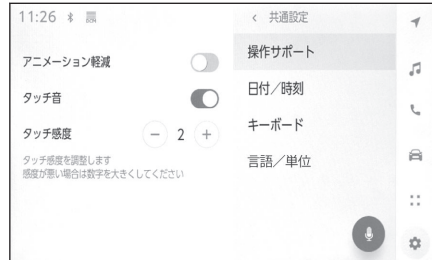 11:26
アニメーション軽減
タッチ音
タッチ感度
2
タッチ感度を調整します
感度が悪い場合は数字を大きくしてください
共通設定
操作サポート
日付／時刻
キーボード
言語／単位